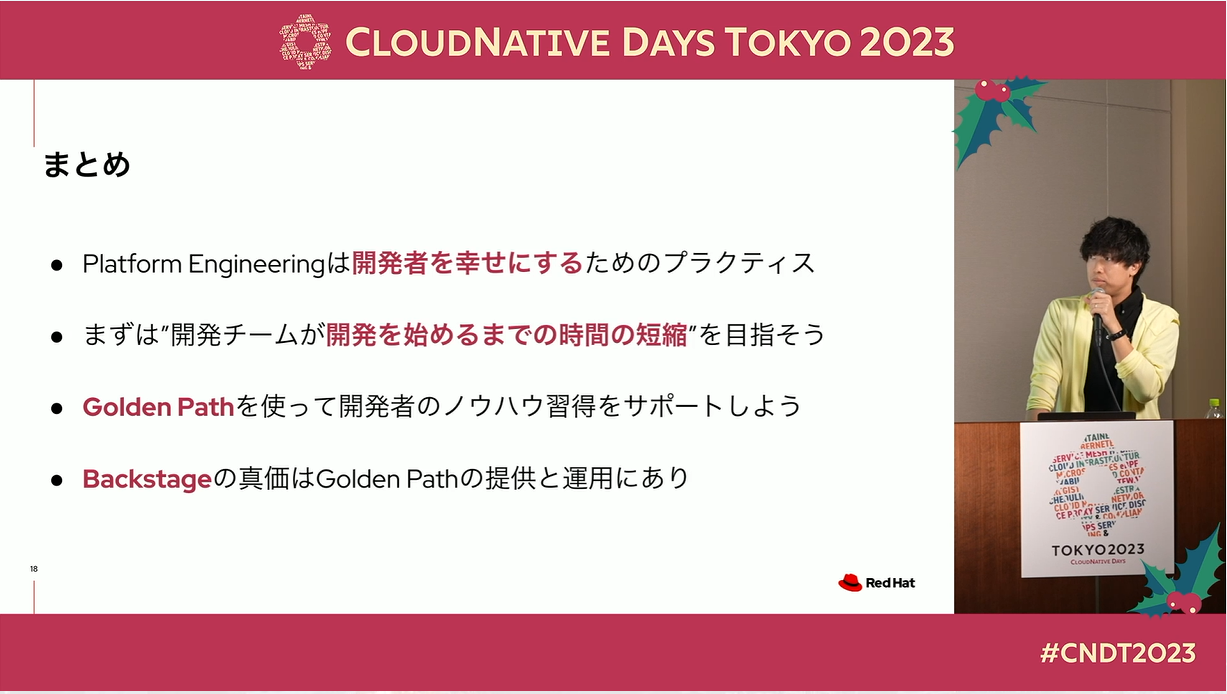 CLOUDNATIVE DAYS TOKYO 2023
まとめ
● Platform Engineeringは開発者を幸せにするためのプラクティス
● まずは”開発チームが開発を始めるまでの時間の短縮”を目指そう
● Golden Pathを使って開発者のノウハウ習得をサポートしよう
● Backstageの真価はGolden Pathの提供と運用にあり
18
Red Hat
TOKYO2023
CLOUDNATIVE DAYS
#CNDT2023